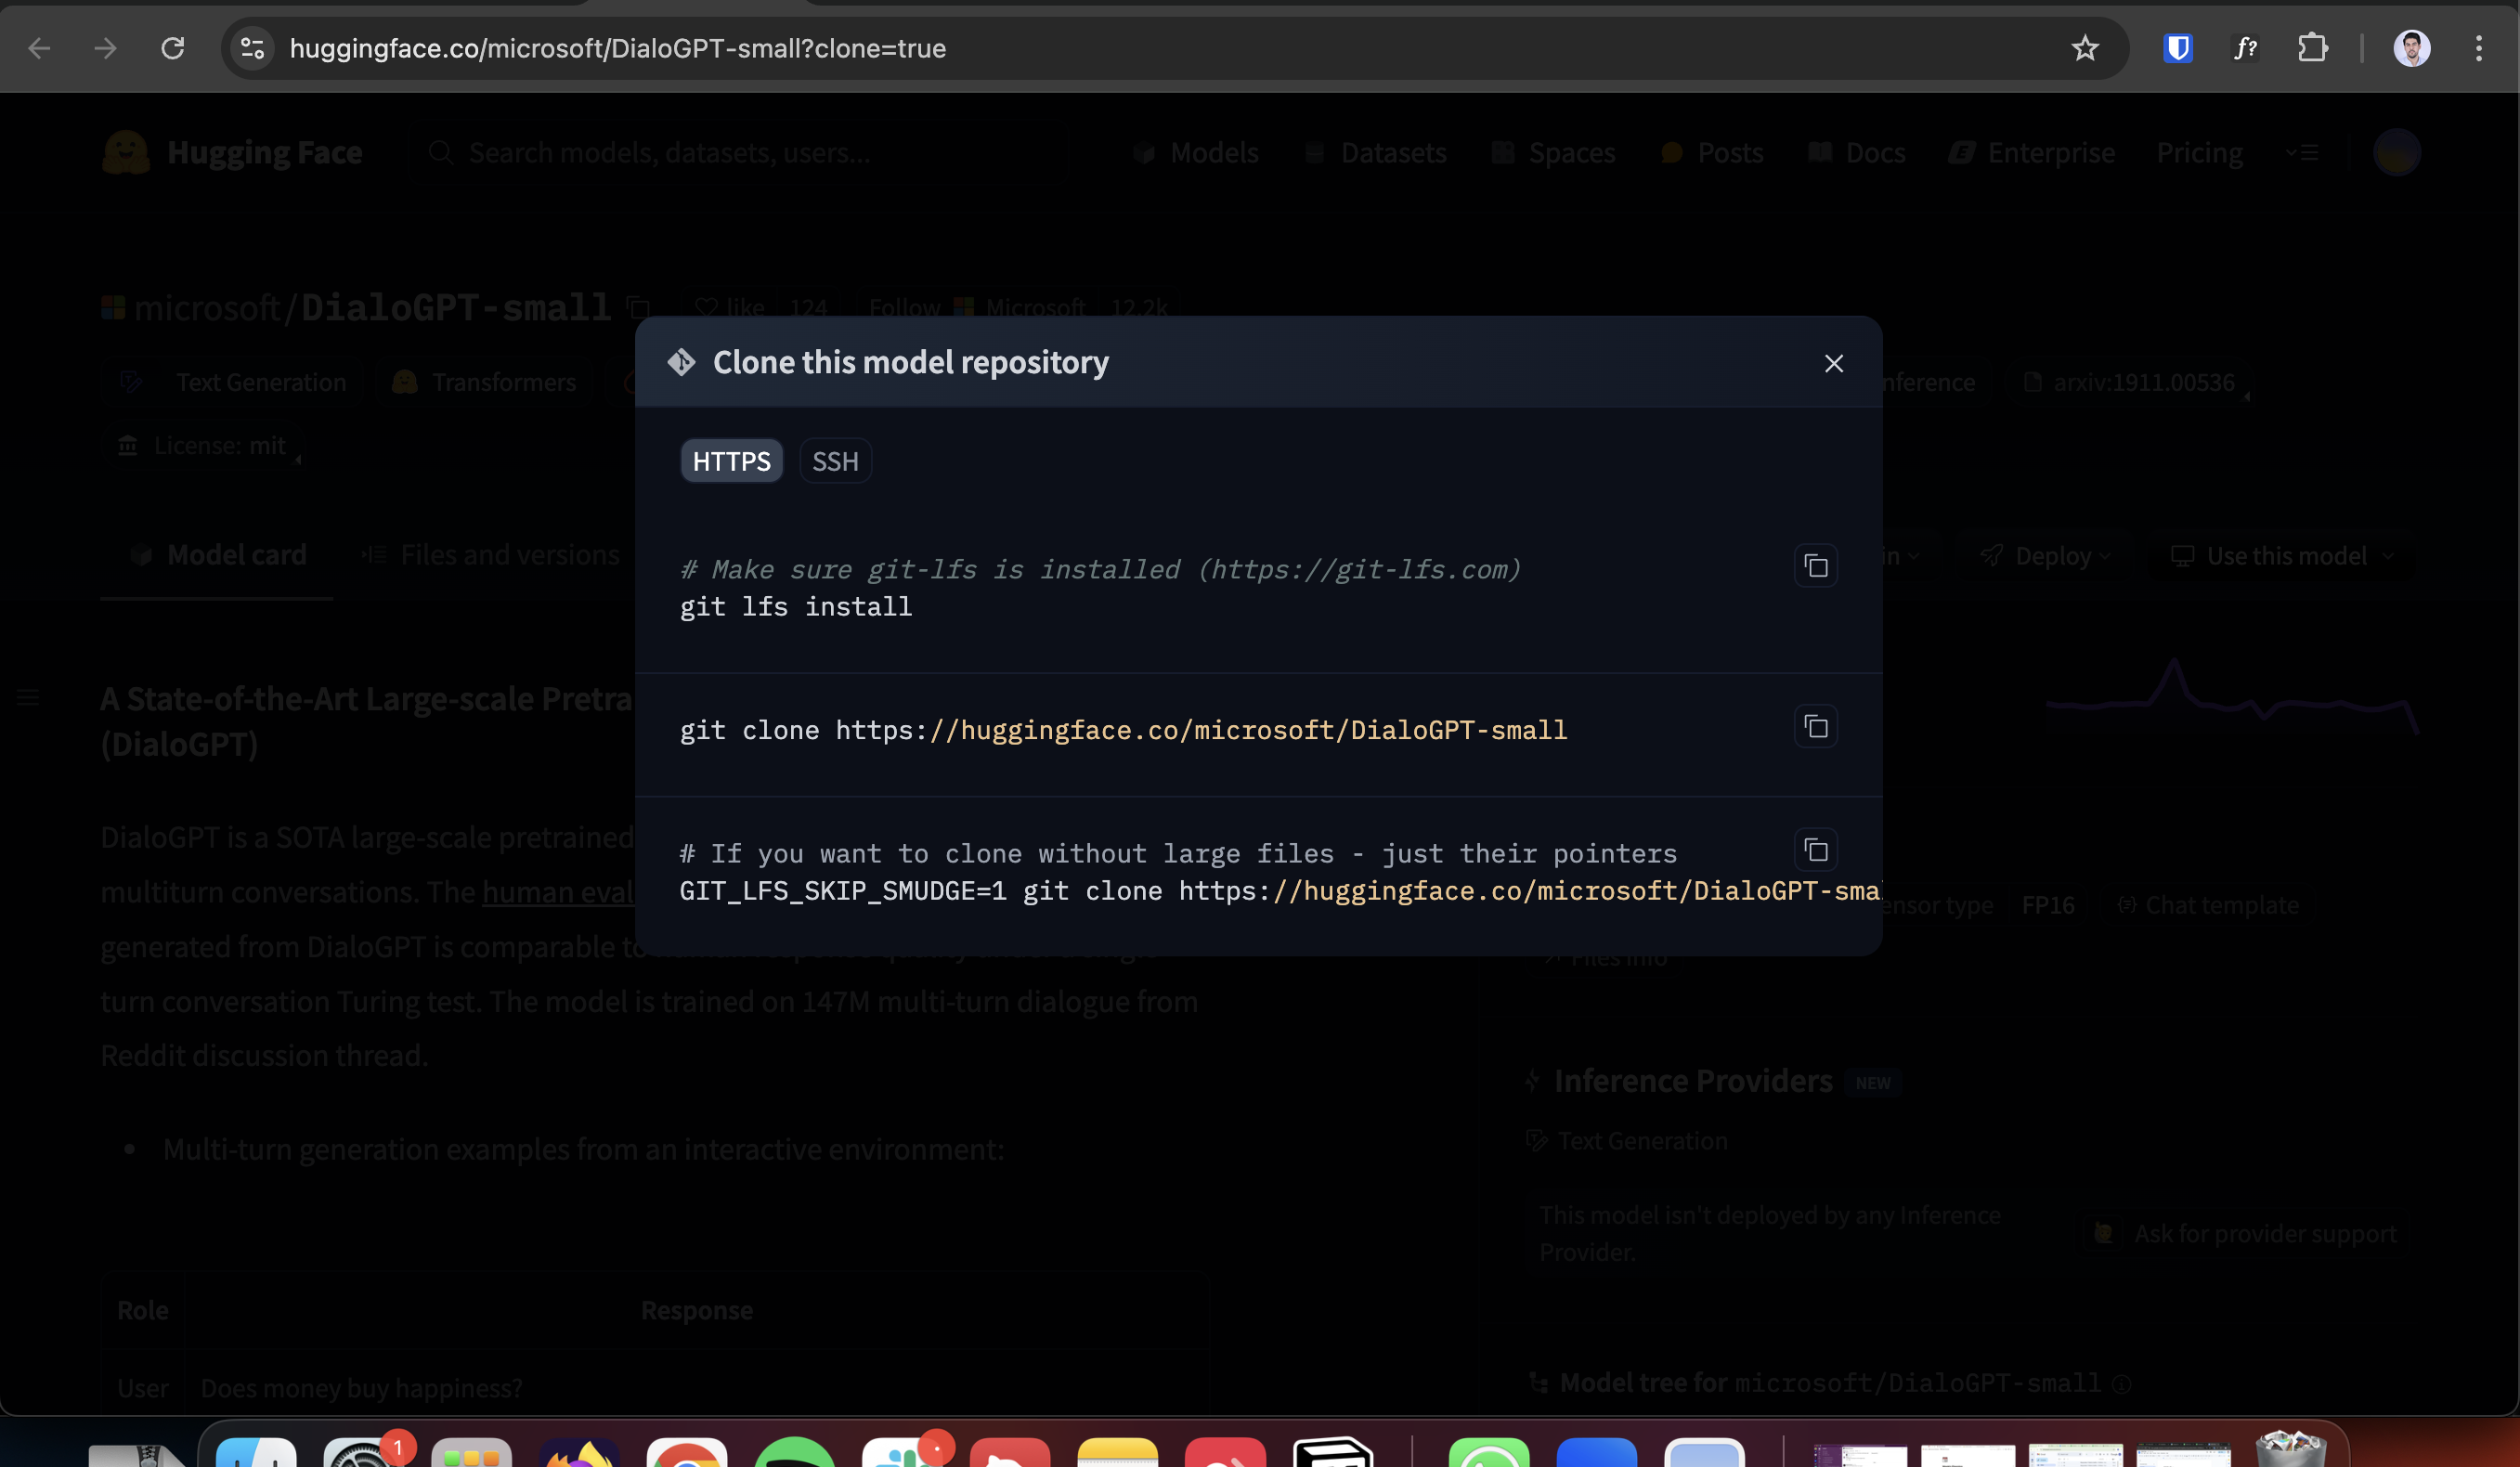 huggingface.co/microsoft/DialoGPT-small?clone=true
f?
Hugging Face
Search models, datasets, users...
Models
Datasets
Spaces
Posts
Docs
Enterprise
Pricing
microsoft/DialoGPT-small
like 124
Follow Microsoft 12.2k
Text Generation
Transformers
nference
arxiv:1911.00536
License: mit
Clone this model repository
HTTPS SSH
# Make sure git-lfs is installed (https://git-lfs.com)
git lfs install
git clone https://huggingface.co/microsoft/DialoGPT-small
# If you want to clone without large files - just their pointers
GIT_LFS_SKIP_SMUDGE=1 git clone https://huggingface.co/microsoft/DialoGPT-sma
Model card
Files and versions
in
Deploy
Use this model
A State-of-the-Art Large-scale Pretra
(DialoGPT)
DialoGPT is a SOTA large-scale pretrained
multiturn conversations. The human eval
generated from DialoGPT is comparable to
turn conversation Turing test. The model is trained on 147M multi-turn dialogue from
Reddit discussion thread.
Multi-turn generation examples from an interactive environment:
Role Response
User Does money buy happiness?
ensor type FP16
Chat template
Files info
Inference Providers NEW
Text Generation
This model isn't deployed by any Inference
Provider.
Ask for provider support
Model tree for microsoft/DialoGPT-small
1